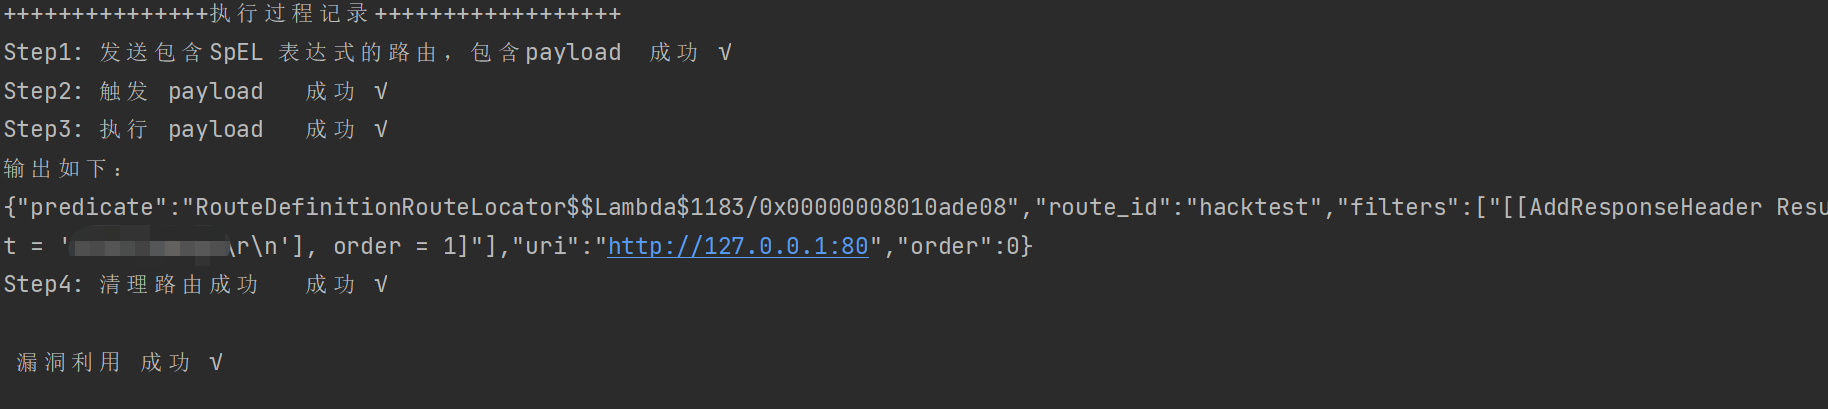 +++++++++++++++执行过程记录++++++++++++++++++
Step1: 发送包含SpEL 表达式的路由，包含payload  成功 √
Step2: 触发 payload   成功 √
Step3: 执行 payload   成功 √
输出如下：
{"predicate":"RouteDefinitionRouteLocator$$Lambda$1183/0x00000008010ade08","route_id":"hacktest","filters":["[[AddResponseHeader Resu
t = '\r\n'], order = 1]"],"uri":"http://127.0.0.1:80","order":0}
Step4: 清理路由成功   成功 √
漏洞利用 成功 √